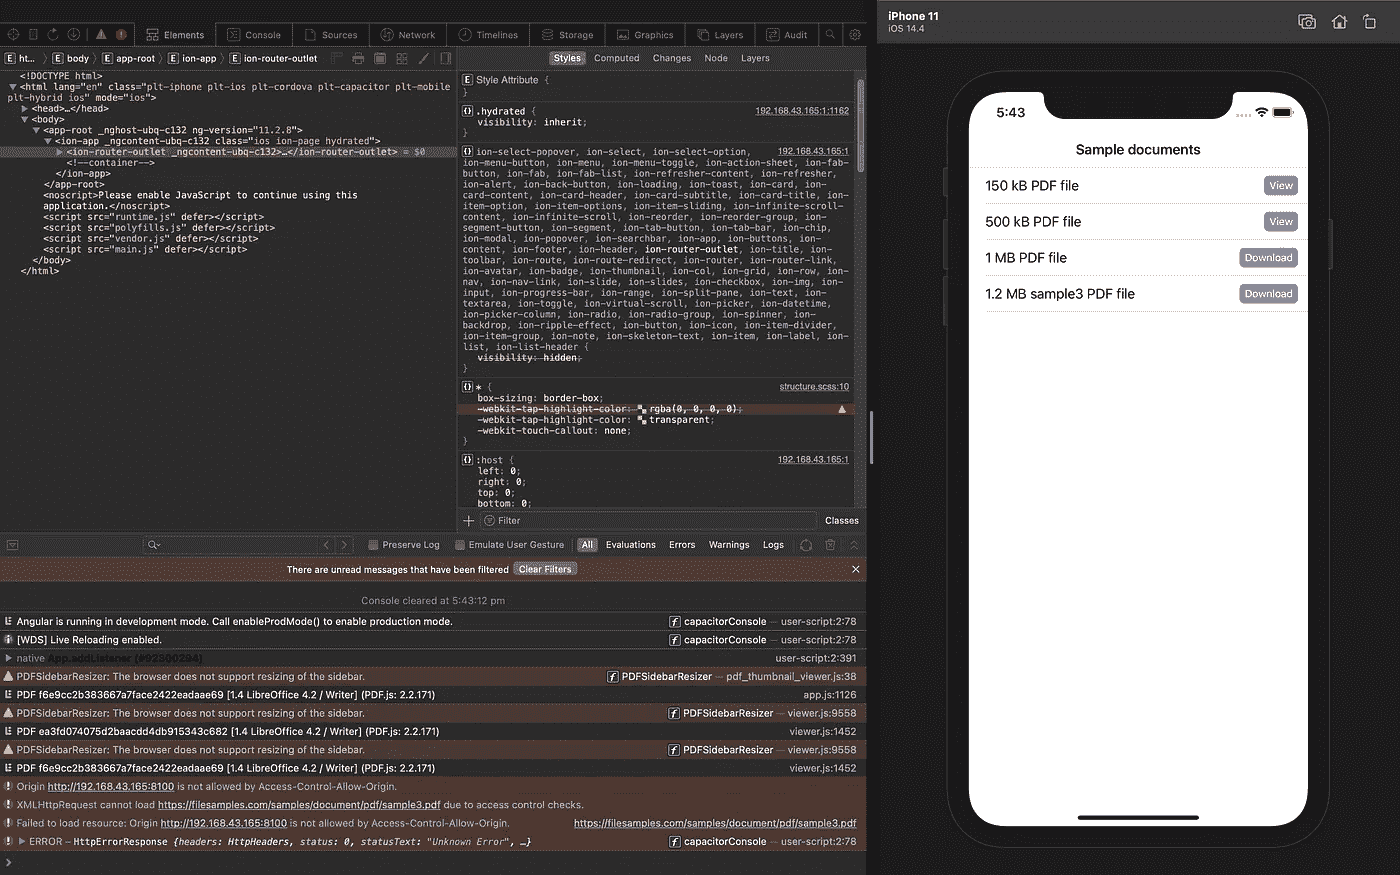 Elements
Console
Sources
Network
Timelines
Storage
Graphics
Layers
Audit
E ht... E body E app-root E ion-app E ion-router-outlet
<!DOCTYPE html>
<html lang="en" class="plt-iphone plt-ios plt-cordova plt-capacitor plt-mobile
plt-hybrid ios" mode="ios">
<head>…</head>
<body>
<app-root _nghost-ubq-c132 ng-version="11.2.8">
<ion-app _ngcontent-ubq-c132 class="ios ion-page hydrated">
<ion-router-outlet _ngcontent-ubq-c132>…</ion-router-outlet> = $0
<!--container-->
</ion-app>
</app-root>
<noscript>Please enable JavaScript to continue using this
application.</noscript>
<script src="runtime.js" defer></script>
<script src="polyfills.js" defer></script>
<script src="vendor.js" defer></script>
<script src="main.js" defer></script>
</body>
</html>
Styles Computed Changes Node Layers
E Style Attribute {
}
{} .hydrated { 192.168.43.165:1:1162
visibility: inherit;
}
{} ion-select-popover, ion-select, ion-select-option, 192.168.43.165:1
ion-menu-button, ion-menu, ion-menu-toggle, ion-action-sheet, ion-fab-
button, ion-fab, ion-fab-list, ion-refresher-content, ion-refresher,
ion-alert, ion-back-button, ion-loading, ion-toast, ion-card, ion-
card-content, ion-card-header, ion-card-subtitle, ion-card-title, ion-
item-option, ion-item-options, ion-item-sliding, ion-infinite-scroll-
content, ion-infinite-scroll, ion-reorder, ion-reorder-group, ion-
segment-button, ion-segment, ion-tab-button, ion-tab-bar, ion-chip,
ion-modal, ion-popover, ion-searchbar, ion-app, ion-buttons, ion-
content, ion-footer, ion-header, ion-router-outlet, ion-title, ion-
toolbar, ion-route, ion-route-redirect, ion-router, ion-router-link,
ion-avatar, ion-badge, ion-thumbnail, ion-col, ion-grid, ion-row, ion-
nav, ion-nav-link, ion-slide, ion-slides, ion-checkbox, ion-img, ion-
input, ion-progress-bar, ion-range, ion-split-pane, ion-text, ion-
textarea, ion-toggle, ion-virtual-scroll, ion-picker, ion-datetime,
ion-picker-column, ion-radio, ion-radio-group, ion-spinner, ion-
backdrop, ion-ripple-effect, ion-button, ion-icon, ion-item-divider,
ion-item-group, ion-note, ion-skeleton-text, ion-item, ion-label, ion-
list, ion-list-header {
visibility: hidden;
}
{} * { structure.scss:10
box-sizing: border-box;
-webkit-tap-highlight-color: rgba(0, 0, 0, 0);
-webkit-tap-highlight-color: transparent;
-webkit-touch-callout: none;
}
{} :host { 192.168.43.165:1
left: 0;
right: 0;
top: 0;
bottom: 0;
Filter Classes
Preserve Log Emulate User Gesture All Evaluations Errors Warnings Logs
There are unread messages that have been filtered Clear Filters
Console cleared at 5:43:12 pm
Angular is running in development mode. Call enableProdMode() to enable production mode. f capacitorConsole — user-script:2:78
[WDS] Live Reloading enabled. f capacitorConsole — user-script:2:78
native App.addListener (#92300294) user-script:2:391
PDFSidebarResizer: The browser does not support resizing of the sidebar. f PDFSidebarResizer — pdf_thumbnail_viewer.js:38
PDF f6e9cc2b383667a7face2422eadaae69 [1.4 LibreOffice 4.2 / Writer] (PDF.js: 2.2.171) app.js:1126
PDFSidebarResizer: The browser does not support resizing of the sidebar. f PDFSidebarResizer — viewer.js:9558
PDF ea3fd074075d2baacdd4db915343c682 [1.4 LibreOffice 4.2 / Writer] (PDF.js: 2.2.171) viewer.js:1452
PDFSidebarResizer: The browser does not support resizing of the sidebar. f PDFSidebarResizer — viewer.js:9558
PDF f6e9cc2b383667a7face2422eadaae69 [1.4 LibreOffice 4.2 / Writer] (PDF.js: 2.2.171) viewer.js:1452
Origin http://192.168.43.165:8100 is not allowed by Access-Control-Allow-Origin.
XMLHttpRequest cannot load https://filesamples.com/samples/document/pdf/sample3.pdf due to access control checks.
Failed to load resource: Origin http://192.168.43.165:8100 is not allowed by Access-Control-Allow-Origin. https://filesamples.com/samples/document/pdf/sample3.pdf
ERROR – HttpErrorResponse {headers: HttpHeaders, status: 0, statusText: "Unknown Error", …} f capacitorConsole — user-script:2:78
iPhone 11
iOS 14.4
5:43
Sample documents
150 kB PDF file View
500 kB PDF file View
1 MB PDF file Download
1.2 MB sample3 PDF file Download